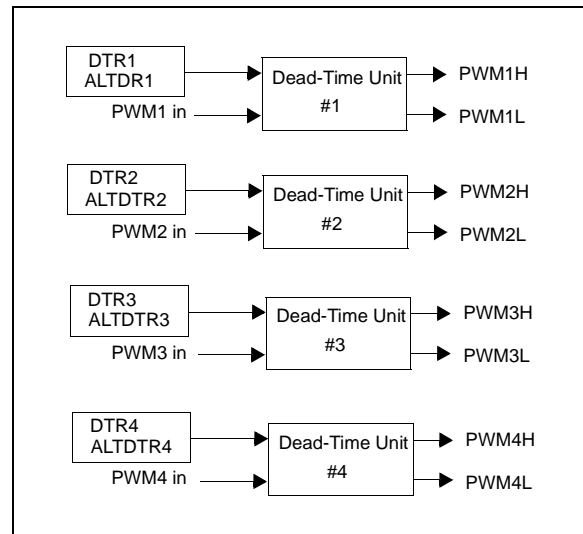 DTR1
ALTDR1
PWM1 in
Dead-Time Unit
#1
PWM1H
PWM1L
DTR2
ALTDTR2
PWM2 in
Dead-Time Unit
#2
PWM2H
PWM2L
DTR3
ALTDTR3
PWM3 in
Dead-Time Unit
#3
PWM3H
PWM3L
DTR4
ALTDTR4
PWM4 in
Dead-Time Unit
#4
PWM4H
PWM4L